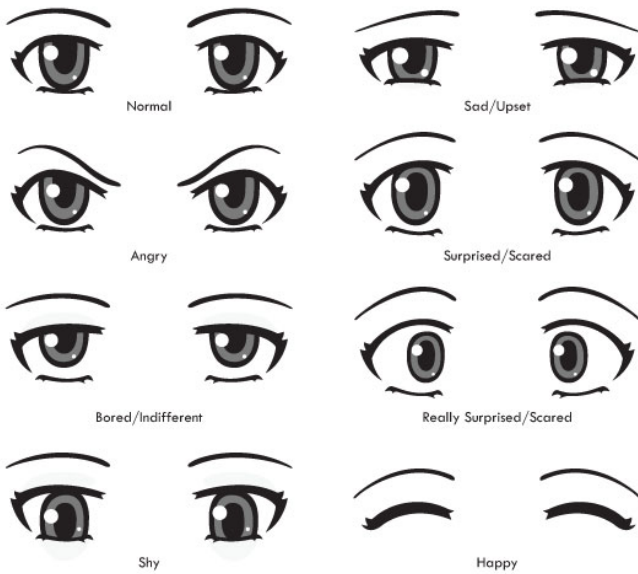 Normal
Sad/Upset
Angry
Surprised/Scared
Bored/Indifferent
Really Surprised/Scared
Shy
Happy